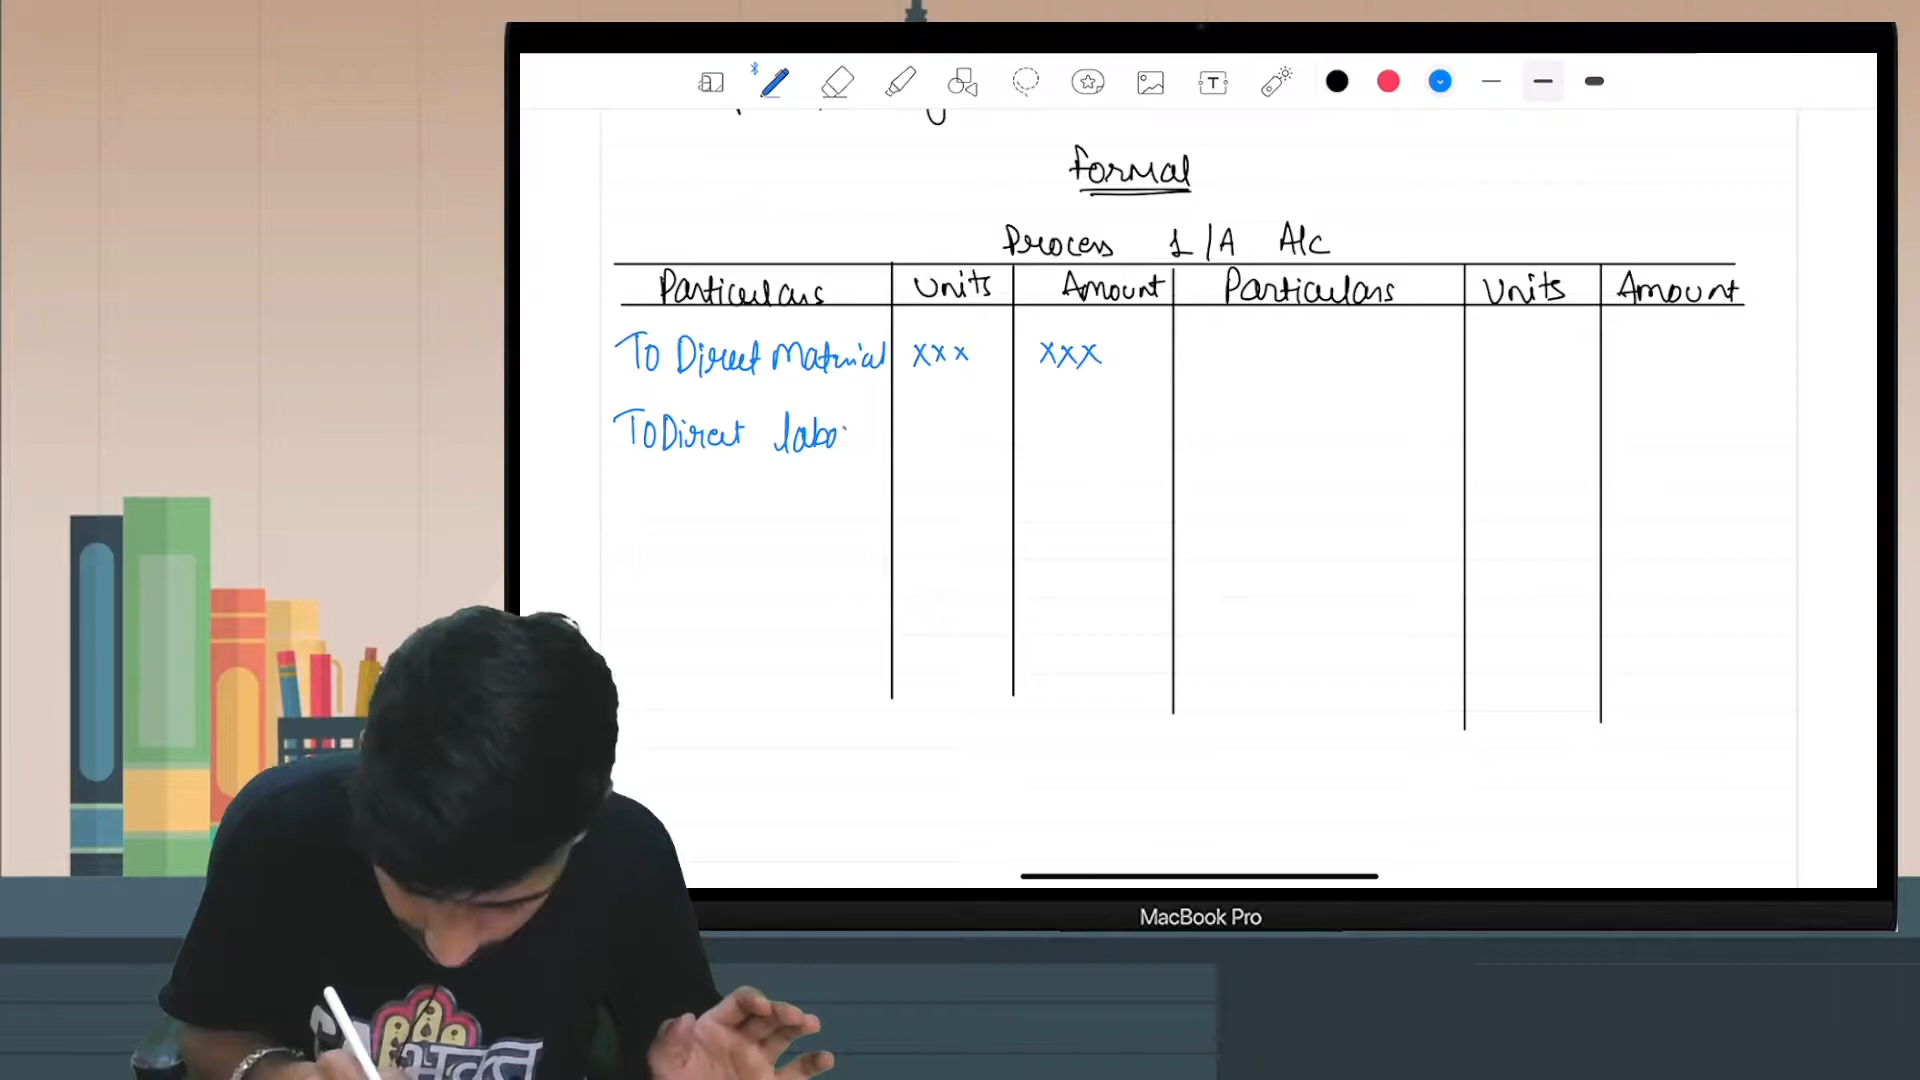 Format
Process 1/A A/c
Particulars Units Amount Particulars Units Amount
To Direct Material xxx xxx
To Direct labo
MacBook Pro